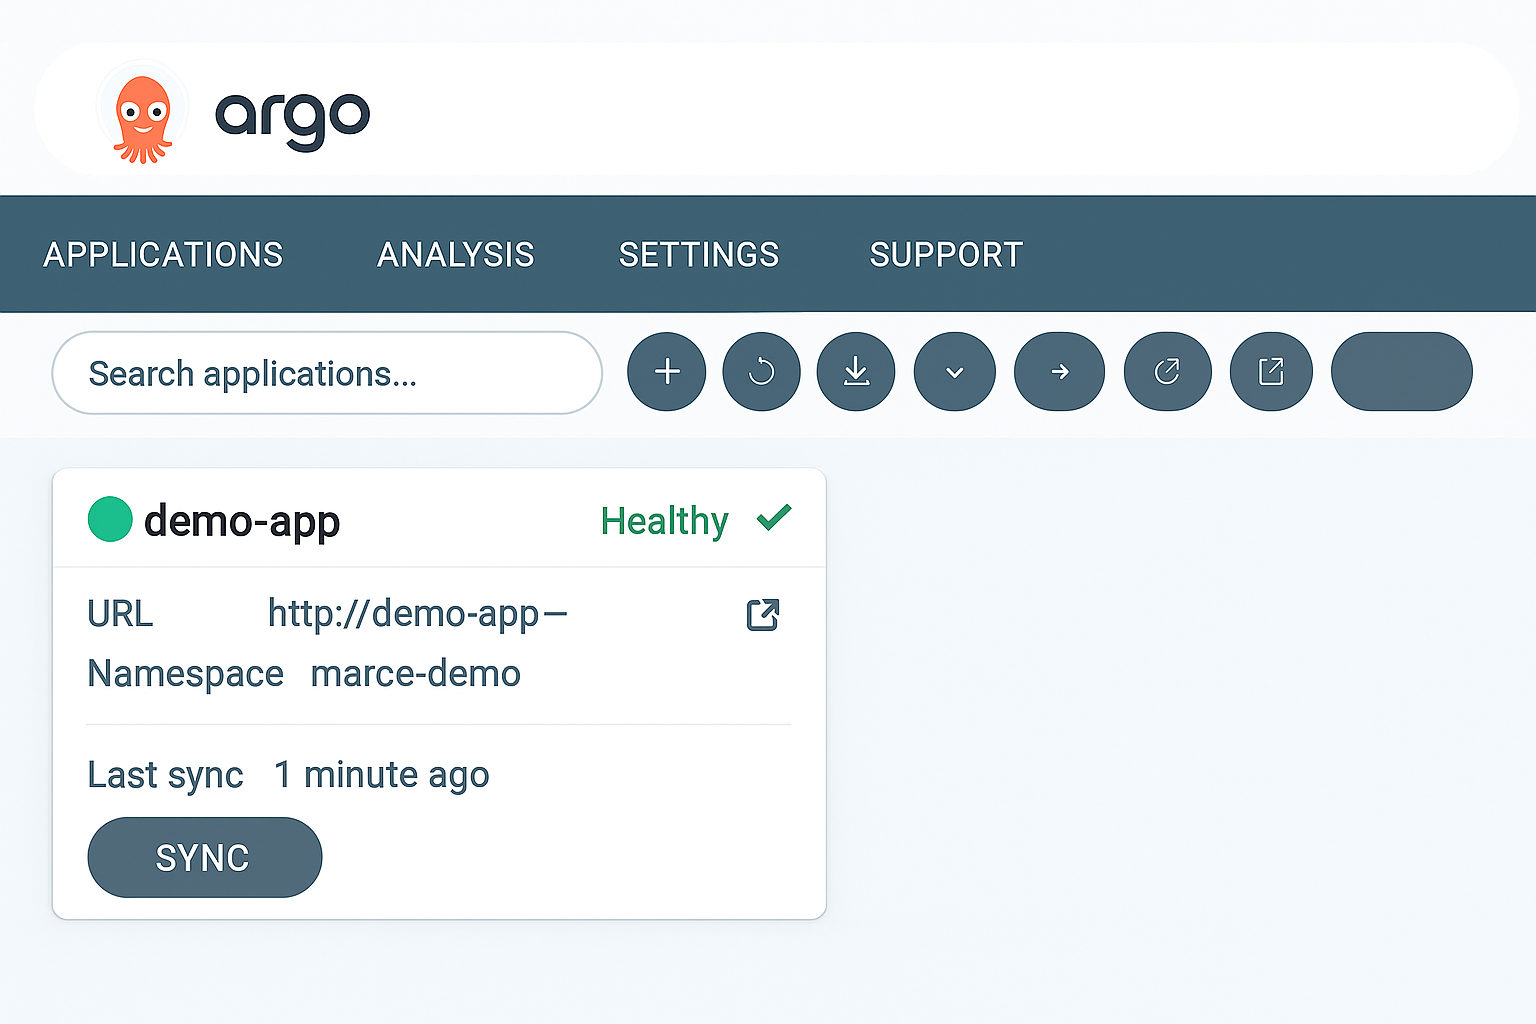 argo
APPLICATIONS ANALYSIS SETTINGS SUPPORT
Search applications...
demo-app Healthy
URL http://demo-app–
Namespace marce-demo
Last sync 1 minute ago
SYNC